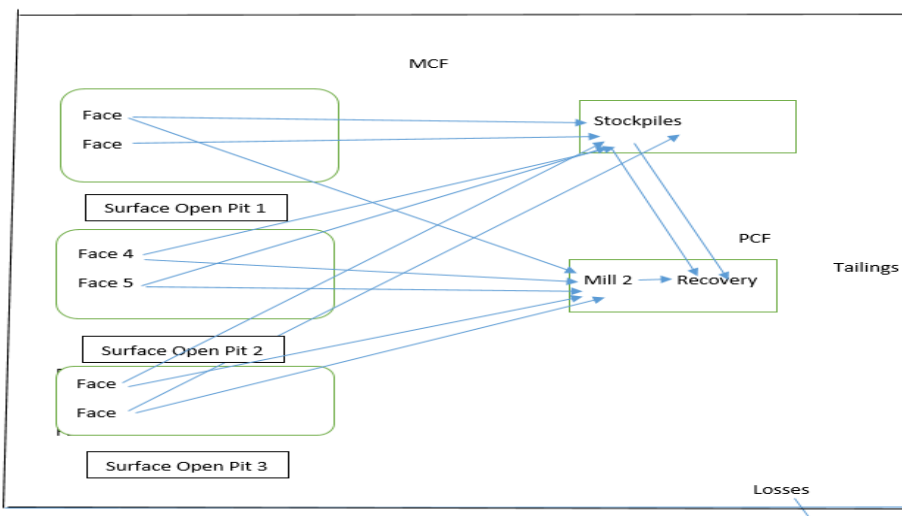 MCF
Face
Face
Stockpiles
Surface Open Pit 1
Face 4
Face 5
PCF
Mill 2
Recovery
Tailings
Surface Open Pit 2
Face
Face
Surface Open Pit 3
Losses